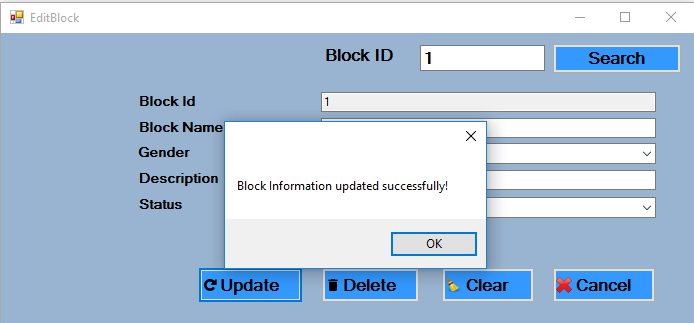 EditBlock
Block ID 1 Search
Block Id 1
Block Name
Gender
Description
Status
Block Information updated successfully!
OK
Update Delete Clear Cancel